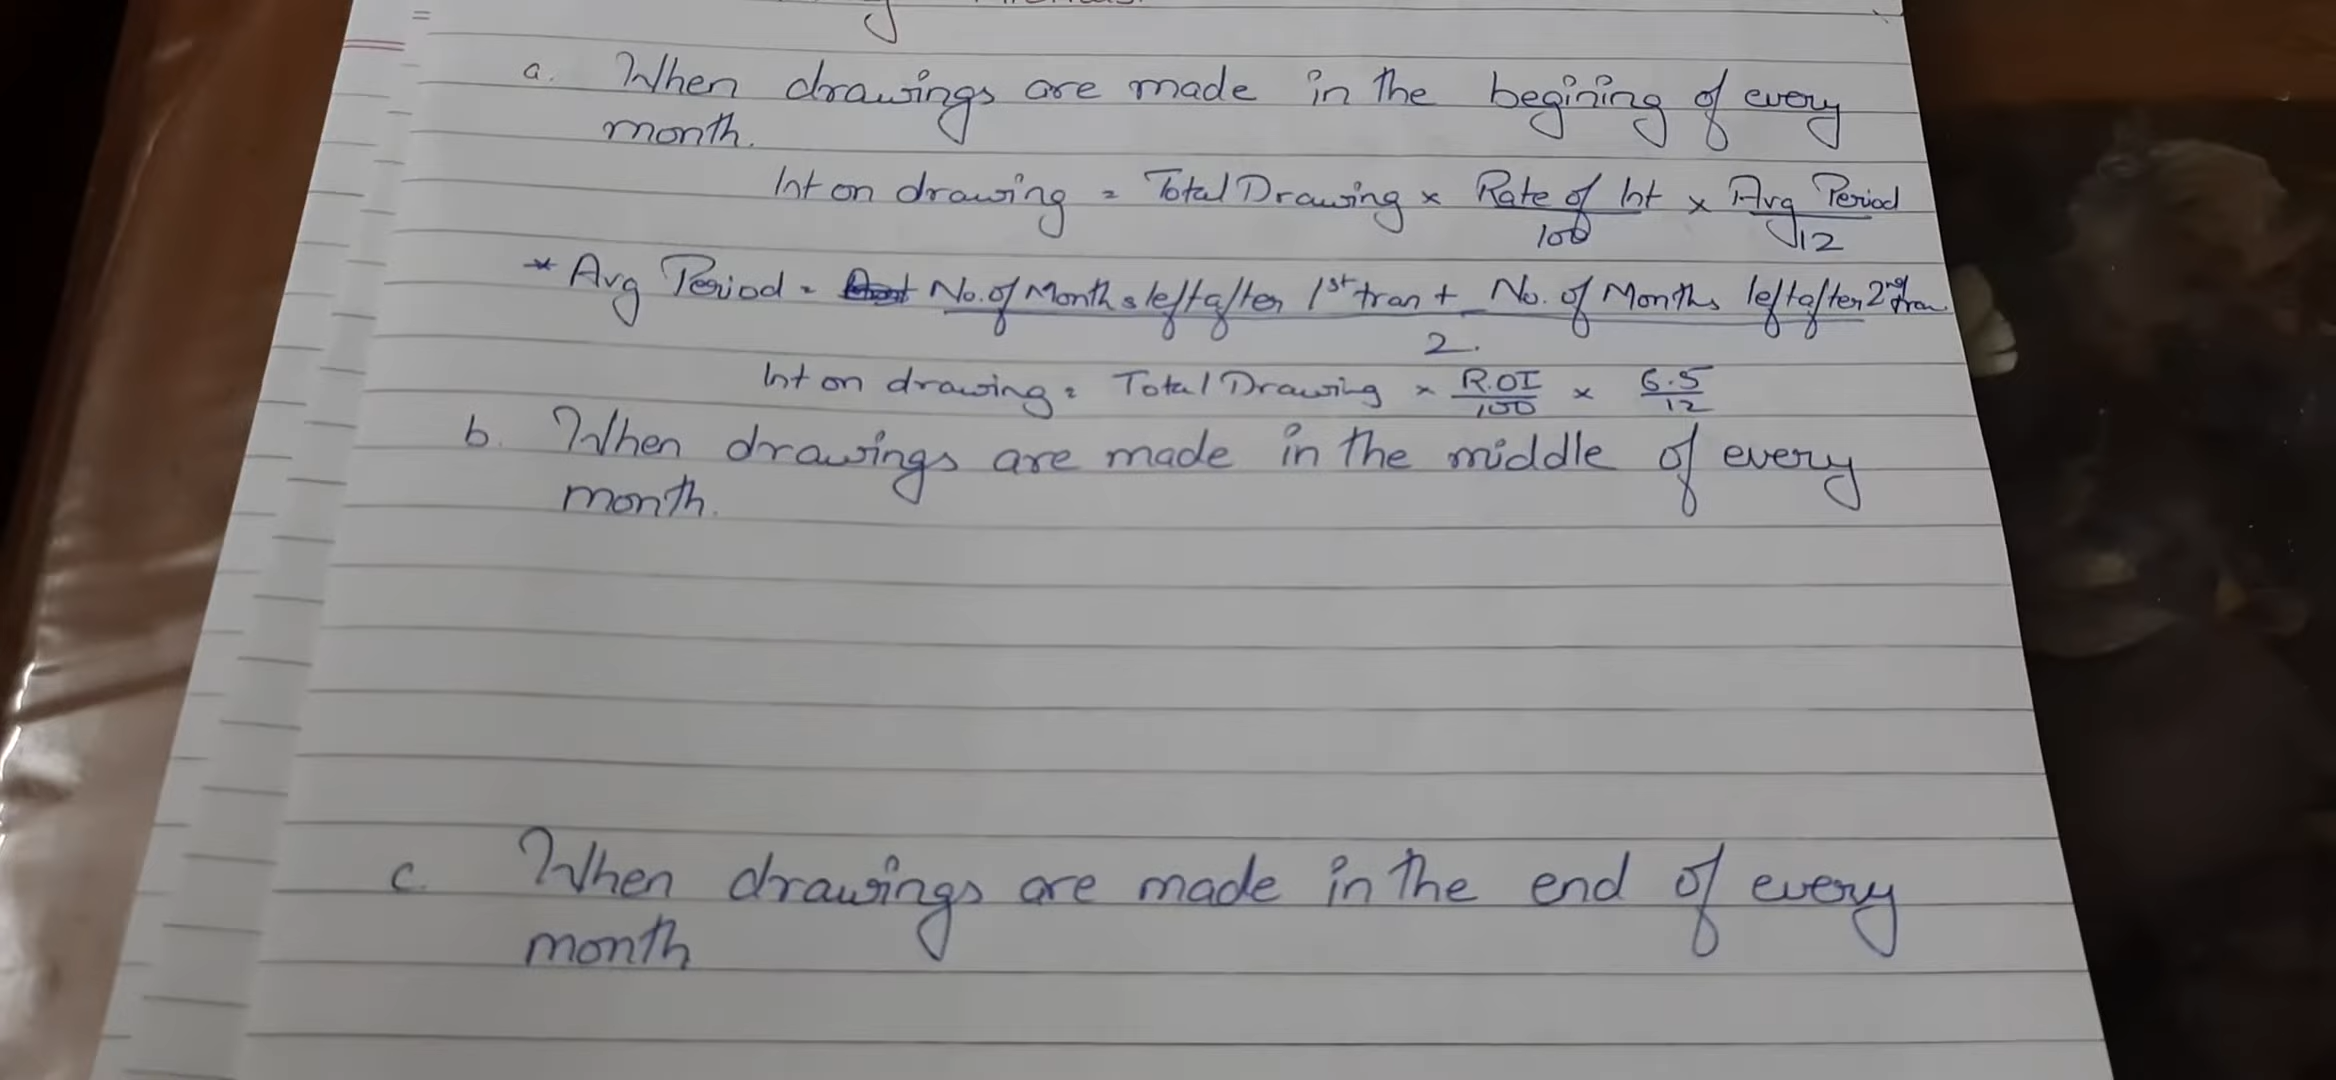 a. When drawings are made in the begining of every
month.
Int on drawing = Total Drawing × Rate of Int / 100 × Avg Period / 12
* Avg Period = No. of Months left after 1st tran + No. of Months left after 2nd tran. / 2.
Int on drawing = Total Drawing × R.OI / 100 × 6.5 / 12
b. When drawings are made in the middle of every
month.
c. When drawings are made in the end of every
month